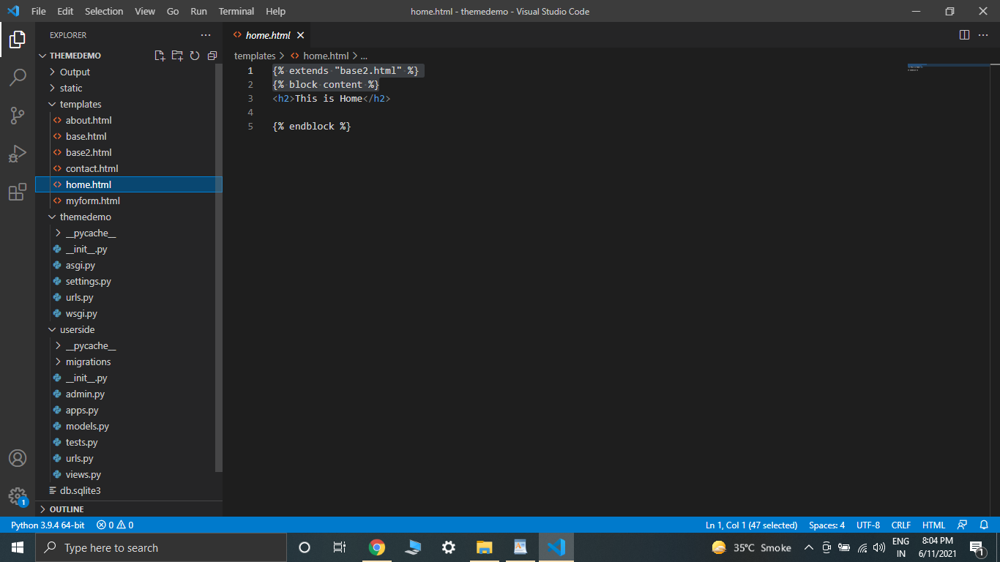 File Edit Selection View Go Run Terminal Help
home.html - themedemo - Visual Studio Code
EXPLORER
THEMEDEMO
Output
static
templates
about.html
base.html
base2.html
contact.html
home.html
myform.html
themedemo
__pycache__
__init__.py
asgi.py
settings.py
urls.py
wsgi.py
userside
__pycache__
migrations
__init__.py
admin.py
apps.py
models.py
tests.py
urls.py
views.py
db.sqlite3
OUTLINE
home.html
templates > home.html > ...
1 {% extends "base2.html" %}
2 {% block content %}
3 <h2>This is Home</h2>
4
5 {% endblock %}
1
Python 3.9.4 64-bit 0 0
Ln 1, Col 1 (47 selected) Spaces: 4 UTF-8 CRLF HTML
Type here to search
35°C Smoke
ENG
IN
8:04 PM
6/11/2021
1